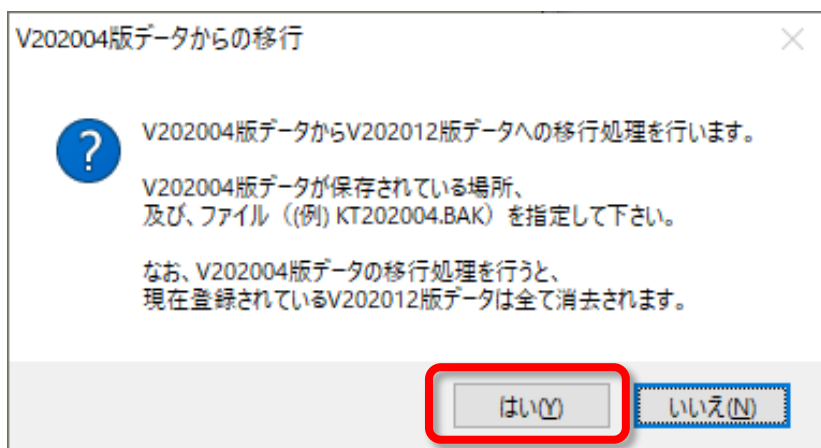 V202004版データからの移行
V202004版データからV202012版データへの移行処理を行います。
V202004版データが保存されている場所、
及び、ファイル（(例) KT202004.BAK）を指定して下さい。
なお、V202004版データの移行処理を行うと、
現在登録されているV202012版データは全て消去されます。
はい(Y) いいえ(N)